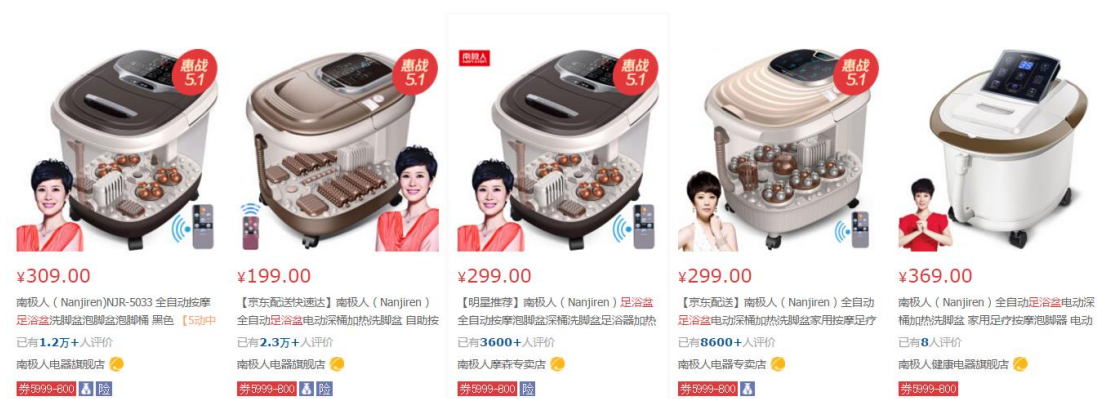 惠战
5.1
惠战
5.1
南极人
惠战
5.1
惠战
5.1
¥309.00
南极人（Nanjiren)NJR-5033 全自动按摩
足浴盆洗脚盆泡脚盆泡脚桶 黑色 【5动中
已有1.2万+人评价
南极人电器旗舰店
券5999-800 险
¥199.00
【京东配送快速达】南极人（Nanjiren）
全自动足浴盆电动深桶加热洗脚盆 自助按
已有2.3万+人评价
南极人电器旗舰店
券5999-800 险
¥299.00
【明星推荐】南极人（Nanjiren）足浴盆
全自动按摩泡脚盆深桶洗脚盆足浴器加热
已有3600+人评价
南极人摩森专卖店
券5999-800 险
¥299.00
【京东配送】南极人（Nanjiren）全自动
足浴盆电动深桶加热洗脚盆家用按摩足疗
已有8600+人评价
南极人电器专卖店
券5999-800
¥369.00
南极人（Nanjiren）全自动足浴盆电动深
桶加热洗脚盆 家用足疗按摩泡脚器 电动
已有8人评价
南极人健康电器旗舰店
券5999-800